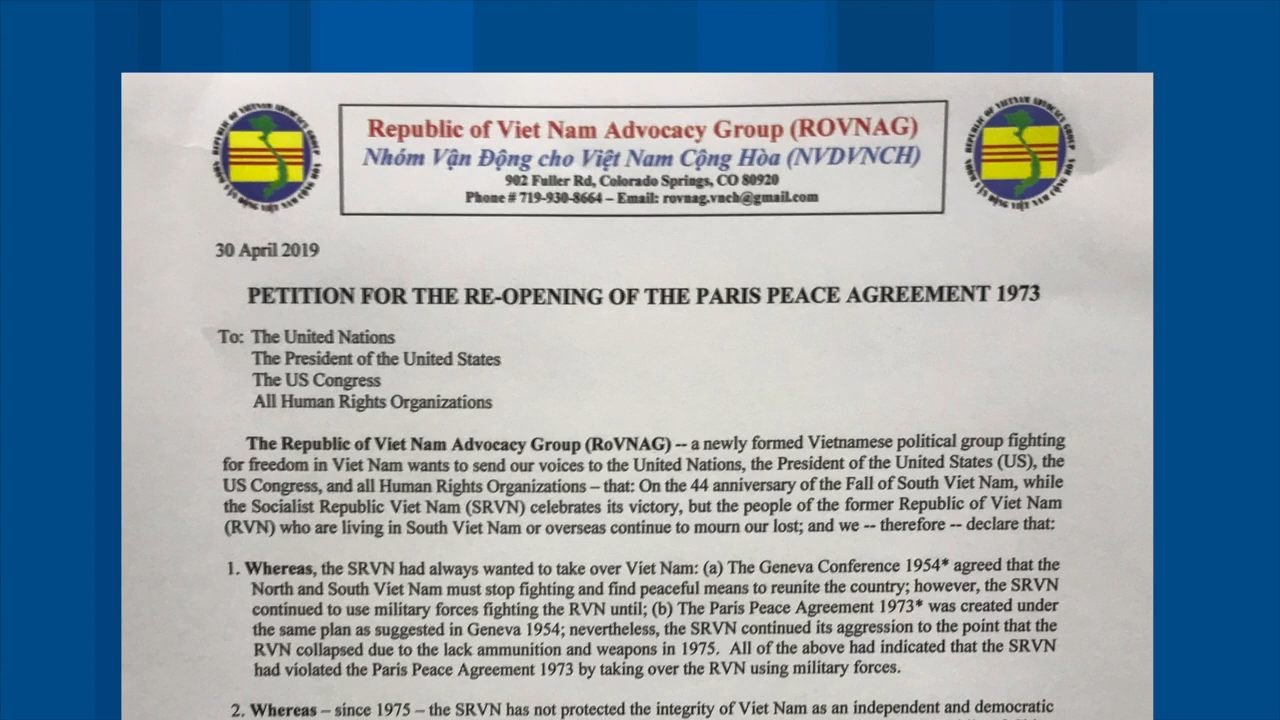 Republic of Viet Nam Advocacy Group (ROVNAG)
Nhóm Vận Động cho Việt Nam Cộng Hòa (NVDVNCH)
902 Fuller Rd, Colorado Springs, CO 80920
Phone # 719-930-8664 – Email: rovnag.vnch@gmail.com
30 April 2019
PETITION FOR THE RE-OPENING OF THE PARIS PEACE AGREEMENT 1973
To: The United Nations
The President of the United States
The US Congress
All Human Rights Organizations
The Republic of Viet Nam Advocacy Group (RoVNAG) -- a newly formed Vietnamese political group fighting
for freedom in Viet Nam wants to send our voices to the United Nations, the President of the United States (US), the
US Congress, and all Human Rights Organizations – that: On the 44 anniversary of the Fall of South Viet Nam, while
the Socialist Republic Viet Nam (SRVN) celebrates its victory, but the people of the former Republic of Viet Nam
(RVN) who are living in South Viet Nam or overseas continue to mourn our lost; and we -- therefore -- declare that:
1. Whereas, the SRVN had always wanted to take over Viet Nam: (a) The Geneva Conference 1954* agreed that the
North and South Viet Nam must stop fighting and find peaceful means to reunite the country; however, the SRVN
continued to use military forces fighting the RVN until; (b) The Paris Peace Agreement 1973* was created under
the same plan as suggested in Geneva 1954; nevertheless, the SRVN continued its aggression to the point that the
RVN collapsed due to the lack ammunition and weapons in 1975. All of the above had indicated that the SRVN
had violated the Paris Peace Agreement 1973 by taking over the RVN using military forces.
2. Whereas – since 1975 – the SRVN has not protected the integrity of Viet Nam as an independent and democratic